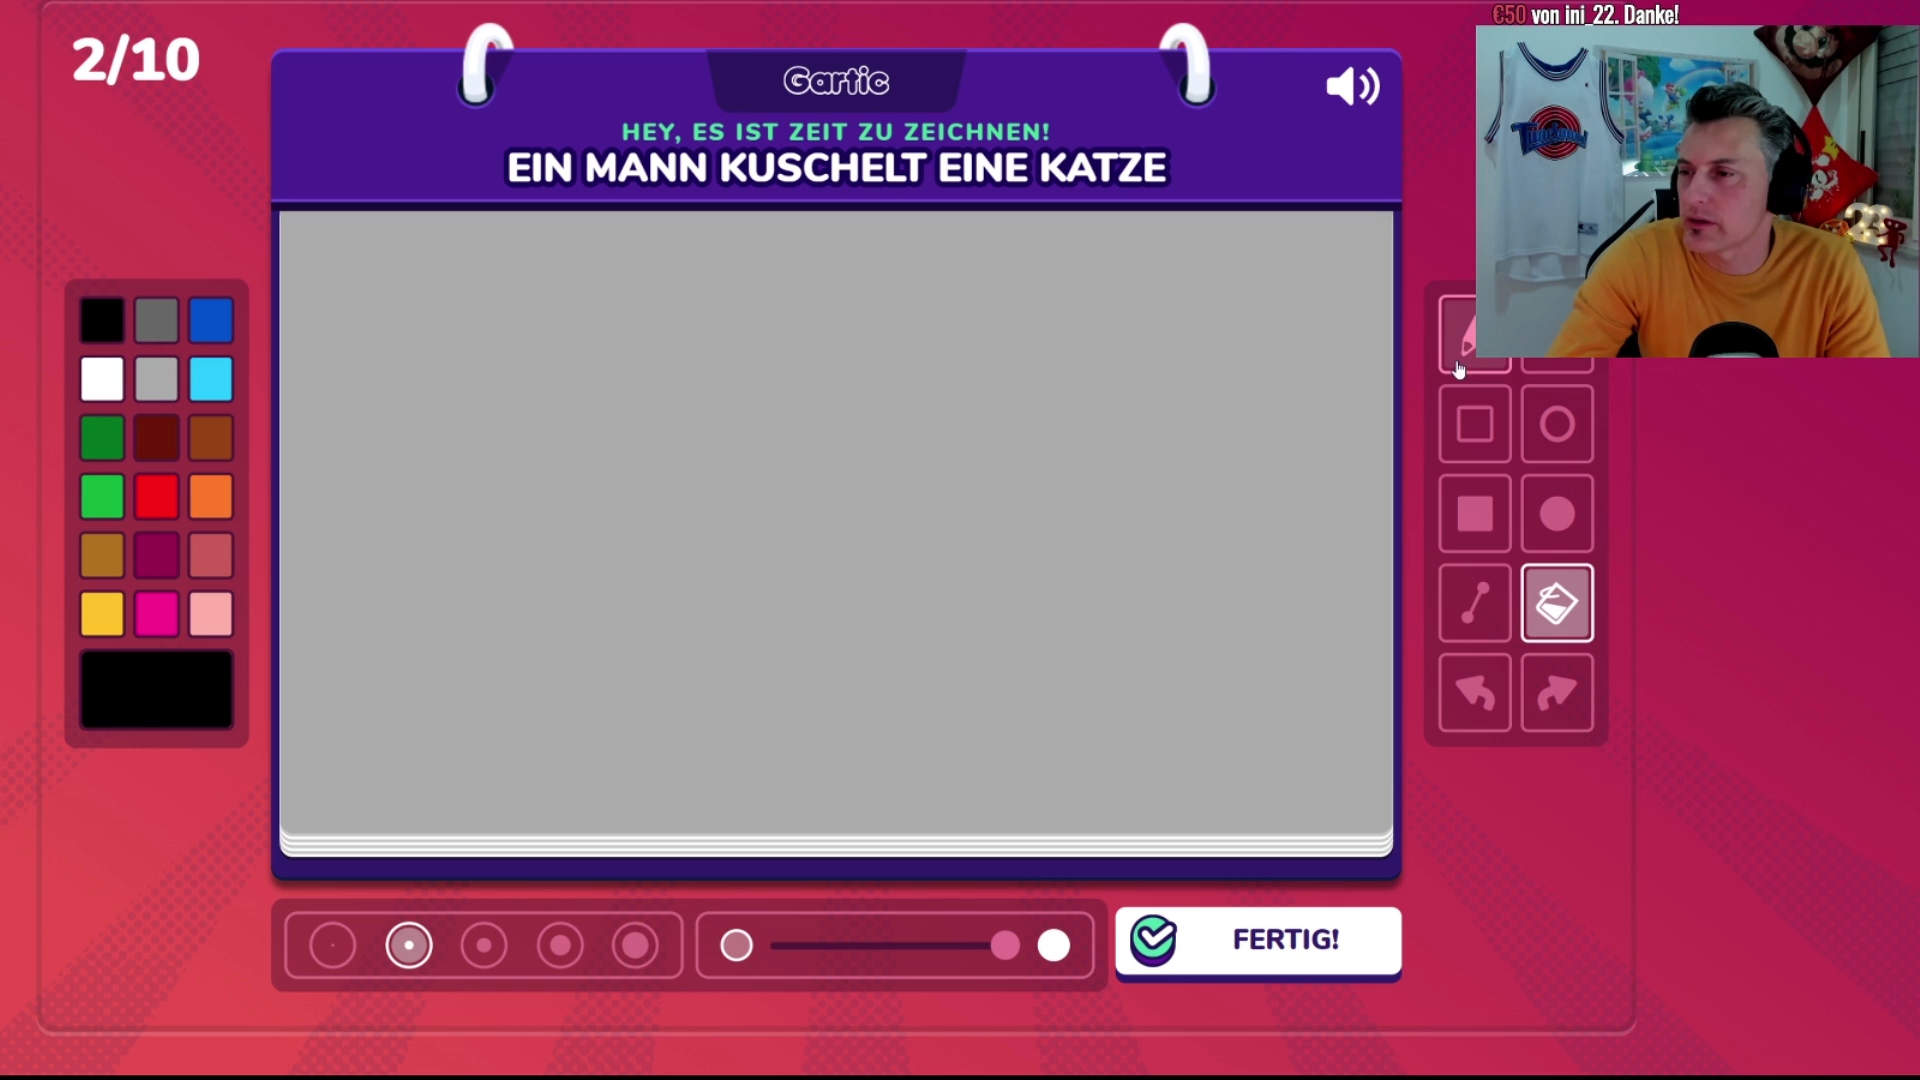 €50 von ini_22. Danke!
2/10
Gartic
HEY, ES IST ZEIT ZU ZEICHNEN!
EIN MANN KUSCHELT EINE KATZE
FERTIG!